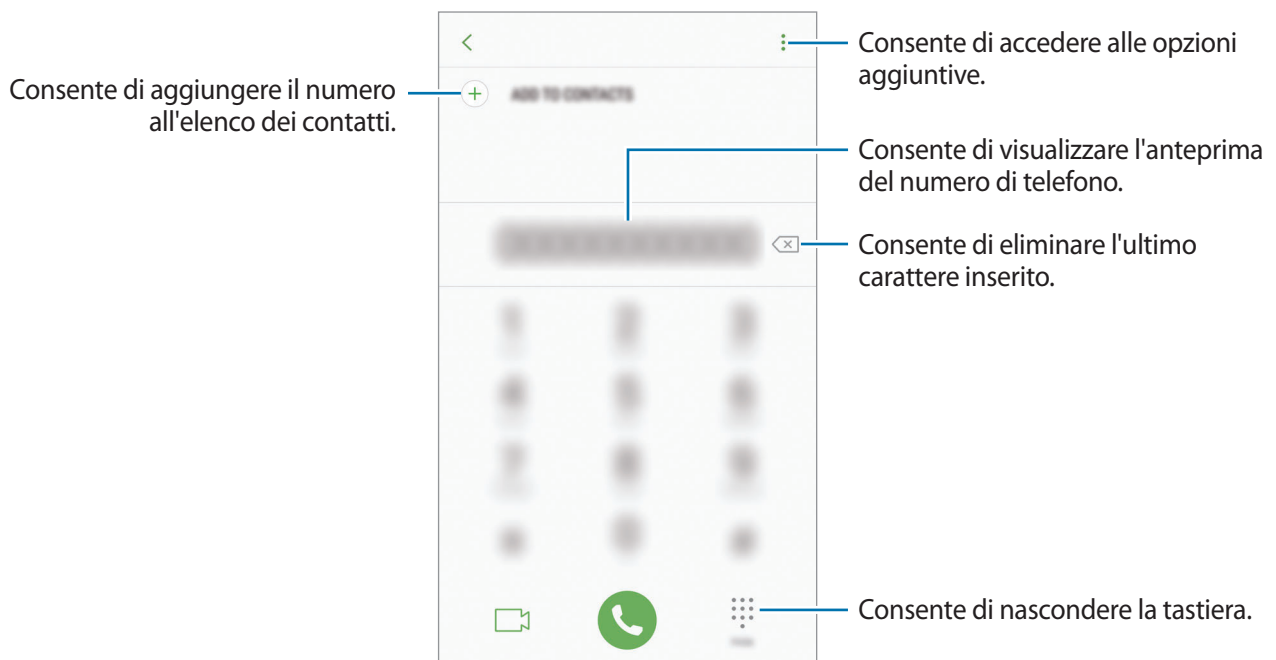 Consente di accedere alle opzioni
aggiuntive.
Consente di aggiungere il numero
all'elenco dei contatti.
ADD TO CONTACTS
Consente di visualizzare l'anteprima
del numero di telefono.
Consente di eliminare l'ultimo
carattere inserito.
Consente di nascondere la tastiera.